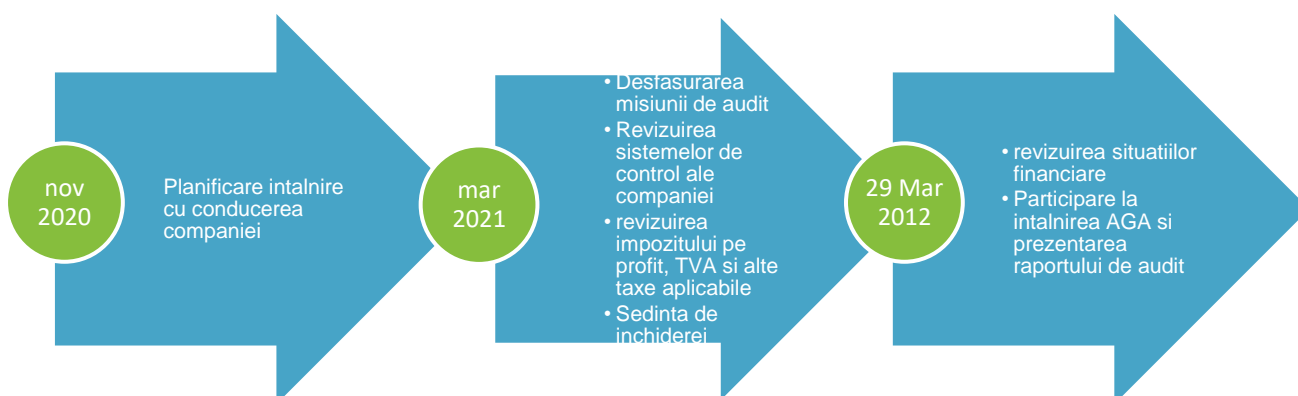 nov
2020
Planificare intalnire
cu conducerea
companiei
mar
2021
• Desfasurarea
misiunii de audit
• Revizuirea
sistemelor de
control ale
companiei
• revizuirea
impozitului pe
profit, TVA si alte
taxe aplicabile
• Sedinta de
inchiderei
29 Mar
2012
• revizuirea situatiilor
financiare
• Participare la
intalnirea AGA si
prezentarea
raportului de audit